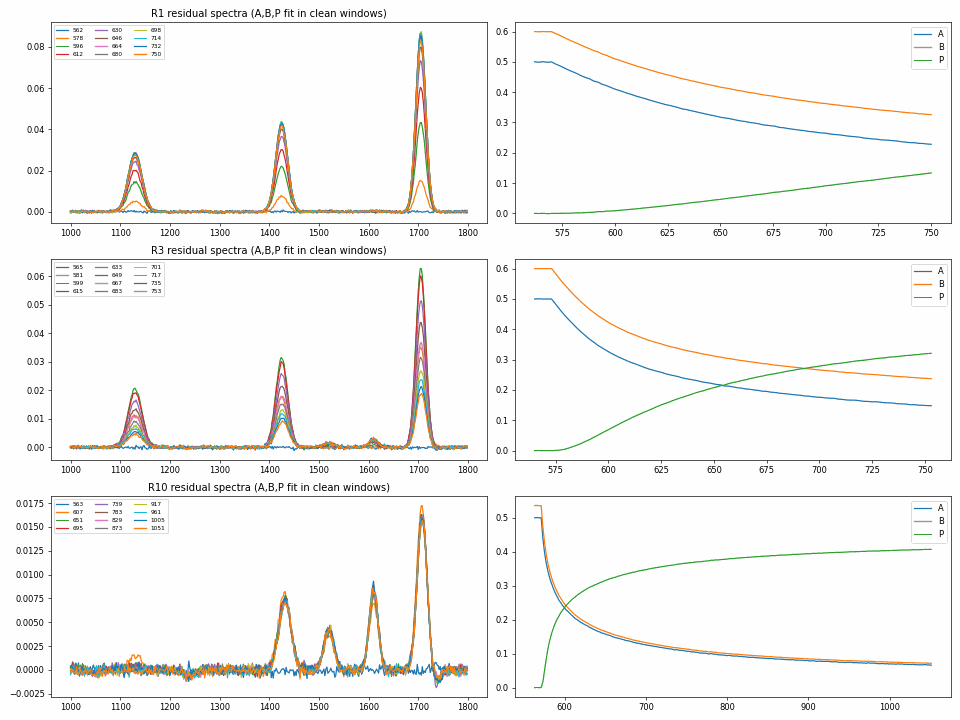 R1 residual spectra (A,B,P fit in clean windows)
562 630 698
578 646 714
596 664 732
612 680 750
0.08
0.06
0.04
0.02
0.00
1000 1100 1200 1300 1400 1500 1600 1700 1800
A
B
P
0.6
0.5
0.4
0.3
0.2
0.1
0.0
575 600 625 650 675 700 725 750
R3 residual spectra (A,B,P fit in clean windows)
565 633 701
581 649 717
599 667 735
615 683 753
0.06
0.05
0.04
0.03
0.02
0.01
0.00
1000 1100 1200 1300 1400 1500 1600 1700 1800
A
B
P
0.6
0.5
0.4
0.3
0.2
0.1
0.0
575 600 625 650 675 700 725 750
R10 residual spectra (A,B,P fit in clean windows)
563 739 917
607 783 961
651 829 1005
695 873 1051
0.0175
0.0150
0.0125
0.0100
0.0075
0.0050
0.0025
0.0000
−0.0025
1000 1100 1200 1300 1400 1500 1600 1700 1800
A
B
P
0.5
0.4
0.3
0.2
0.1
0.0
600 700 800 900 1000